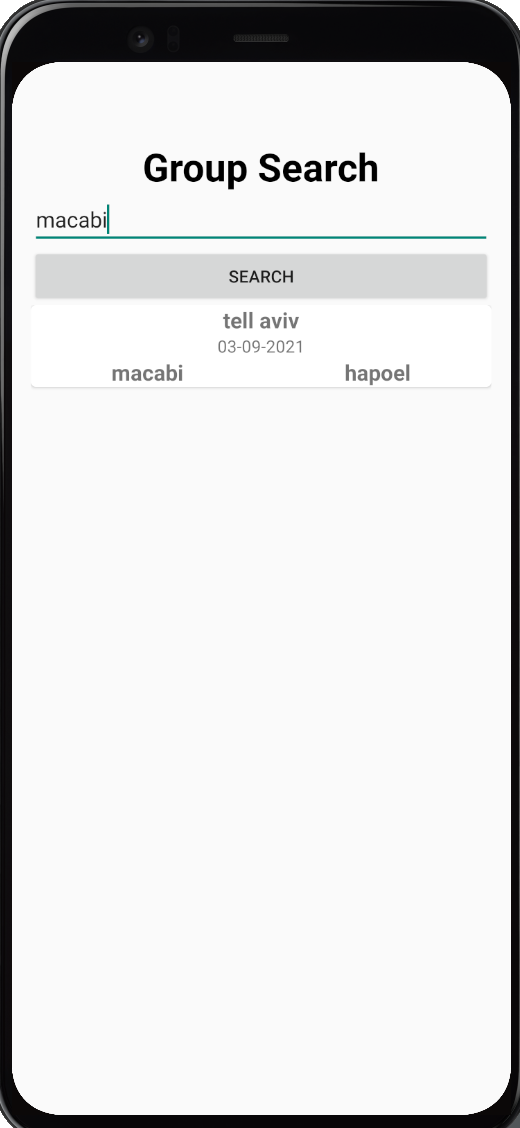 Group Search
macabi
SEARCH
tell aviv
03-09-2021
macabi hapoel